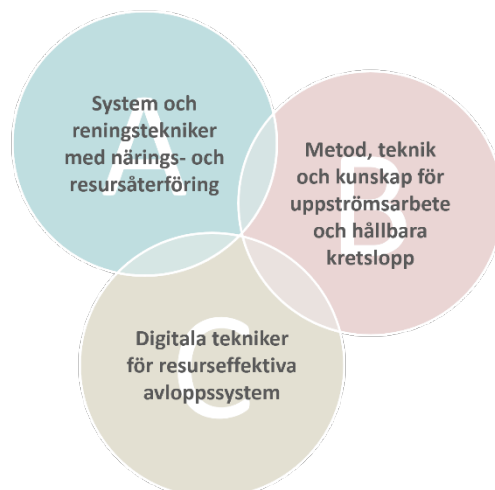 A
System och
reningstekniker
med närings- och
resursåterföring
B
Metod, teknik
och kunskap för
uppströmsarbete
och hållbara
kretslopp
C
Digitala tekniker
för resurseffektiva
avloppssystem